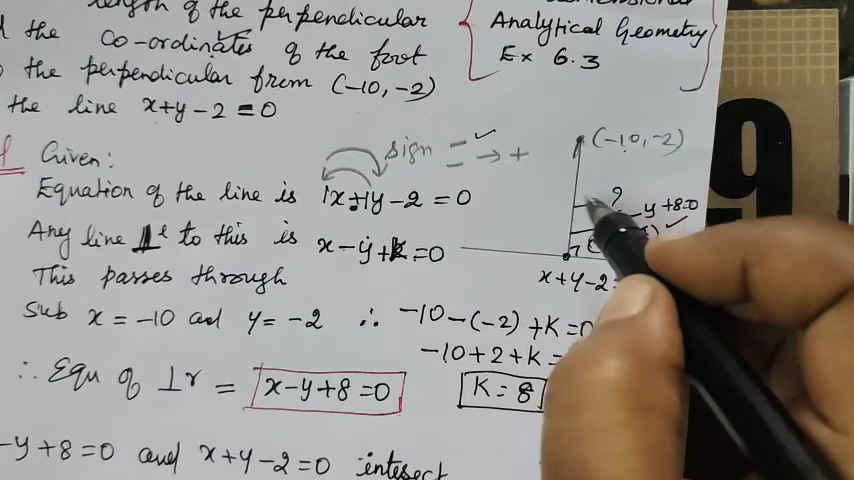 length of the perpendicular
the co-ordinates of the foot
the perpendicular from (-10, -2)
the line x+y-2=0
Analytical Geometry
Ex 6.3
9
Given:
sign - ✓
- → +
(-10, -2)
Equation of the line is 1x+1y-2=0
?
y +8=0
✓
Any line ⊥r to this is x-y+k=0
x+y-2
This passes through
Sub x = -10 ad y = -2 ∴ -10-(-2)+K=0
-10+2+k=
∴ Equ of ⊥r = x-y+8=0
K = 8
-y+8=0 and x+y-2=0 intesect